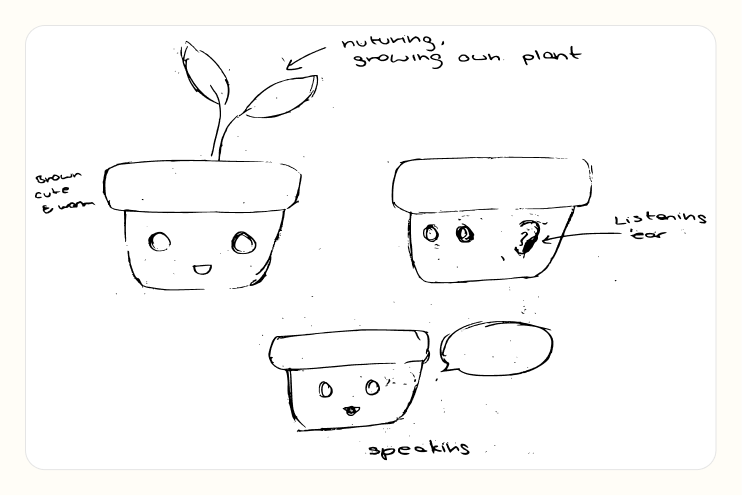 nuturing,
growing own plant
Brown
cute
& warm
Listening
ear
speaking